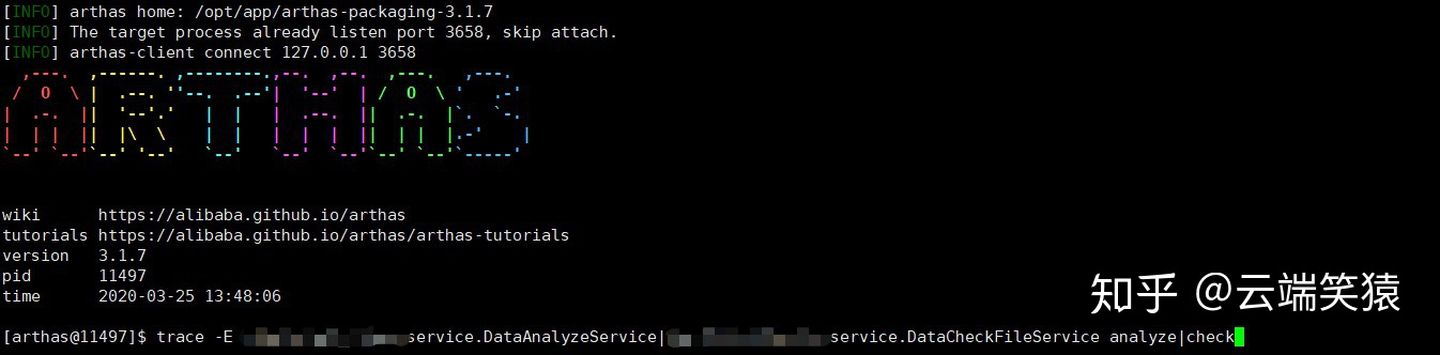 [INFO] arthas home: /opt/app/arthas-packaging-3.1.7
[INFO] The target process already listen port 3658, skip attach.
[INFO] arthas-client connect 127.0.0.1 3658
ARTHAS
wiki https://alibaba.github.io/arthas
tutorials https://alibaba.github.io/arthas/arthas-tutorials
version 3.1.7
pid 11497
time 2020-03-25 13:48:06
知乎 @云端笑猿
[arthas@11497]$ trace -E service.DataAnalyzeService| service.DataCheckFileService analyze|check